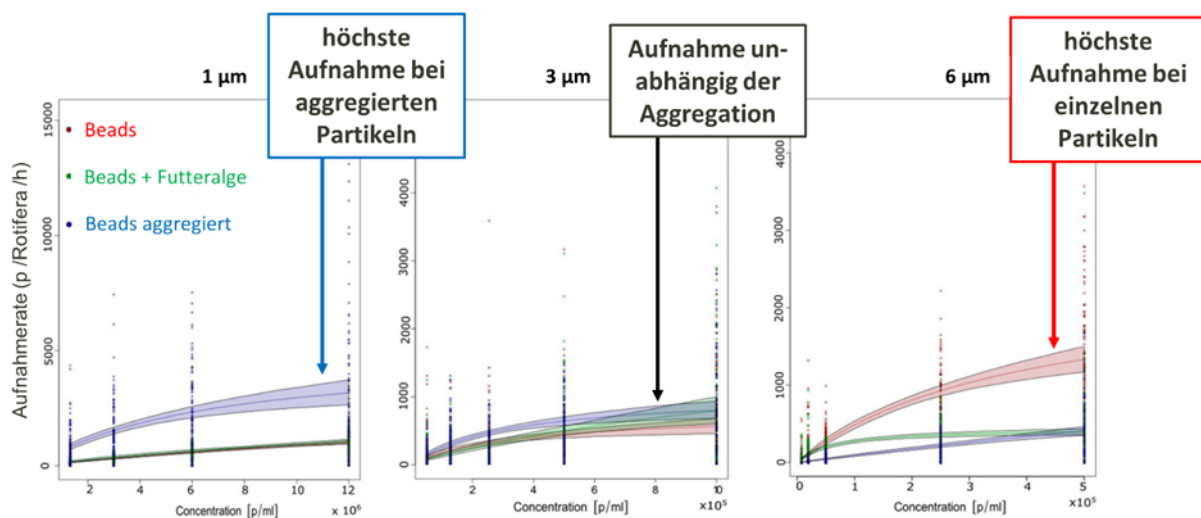 höchste
Aufnahme bei
aggregierten
Partikeln
Aufnahme un-
abhängig der
Aggregation
höchste
Aufnahme bei
einzelnen
Partikeln
1 µm
3 µm
6 µm
Beads
Beads + Futteralge
Beads aggregiert
Aufnahmerate (p /Rotifera /h)
15000
10000
5000
0
2 4 6 8 10 12
Concentration [p/ml]
× 10⁶
4000
3000
2000
1000
0
2 4 6 8 10
Concentration [p/ml]
×10⁵
4000
3000
2000
1000
0
0 1 2 3 4 5
Concentration [p/ml]
×10⁵